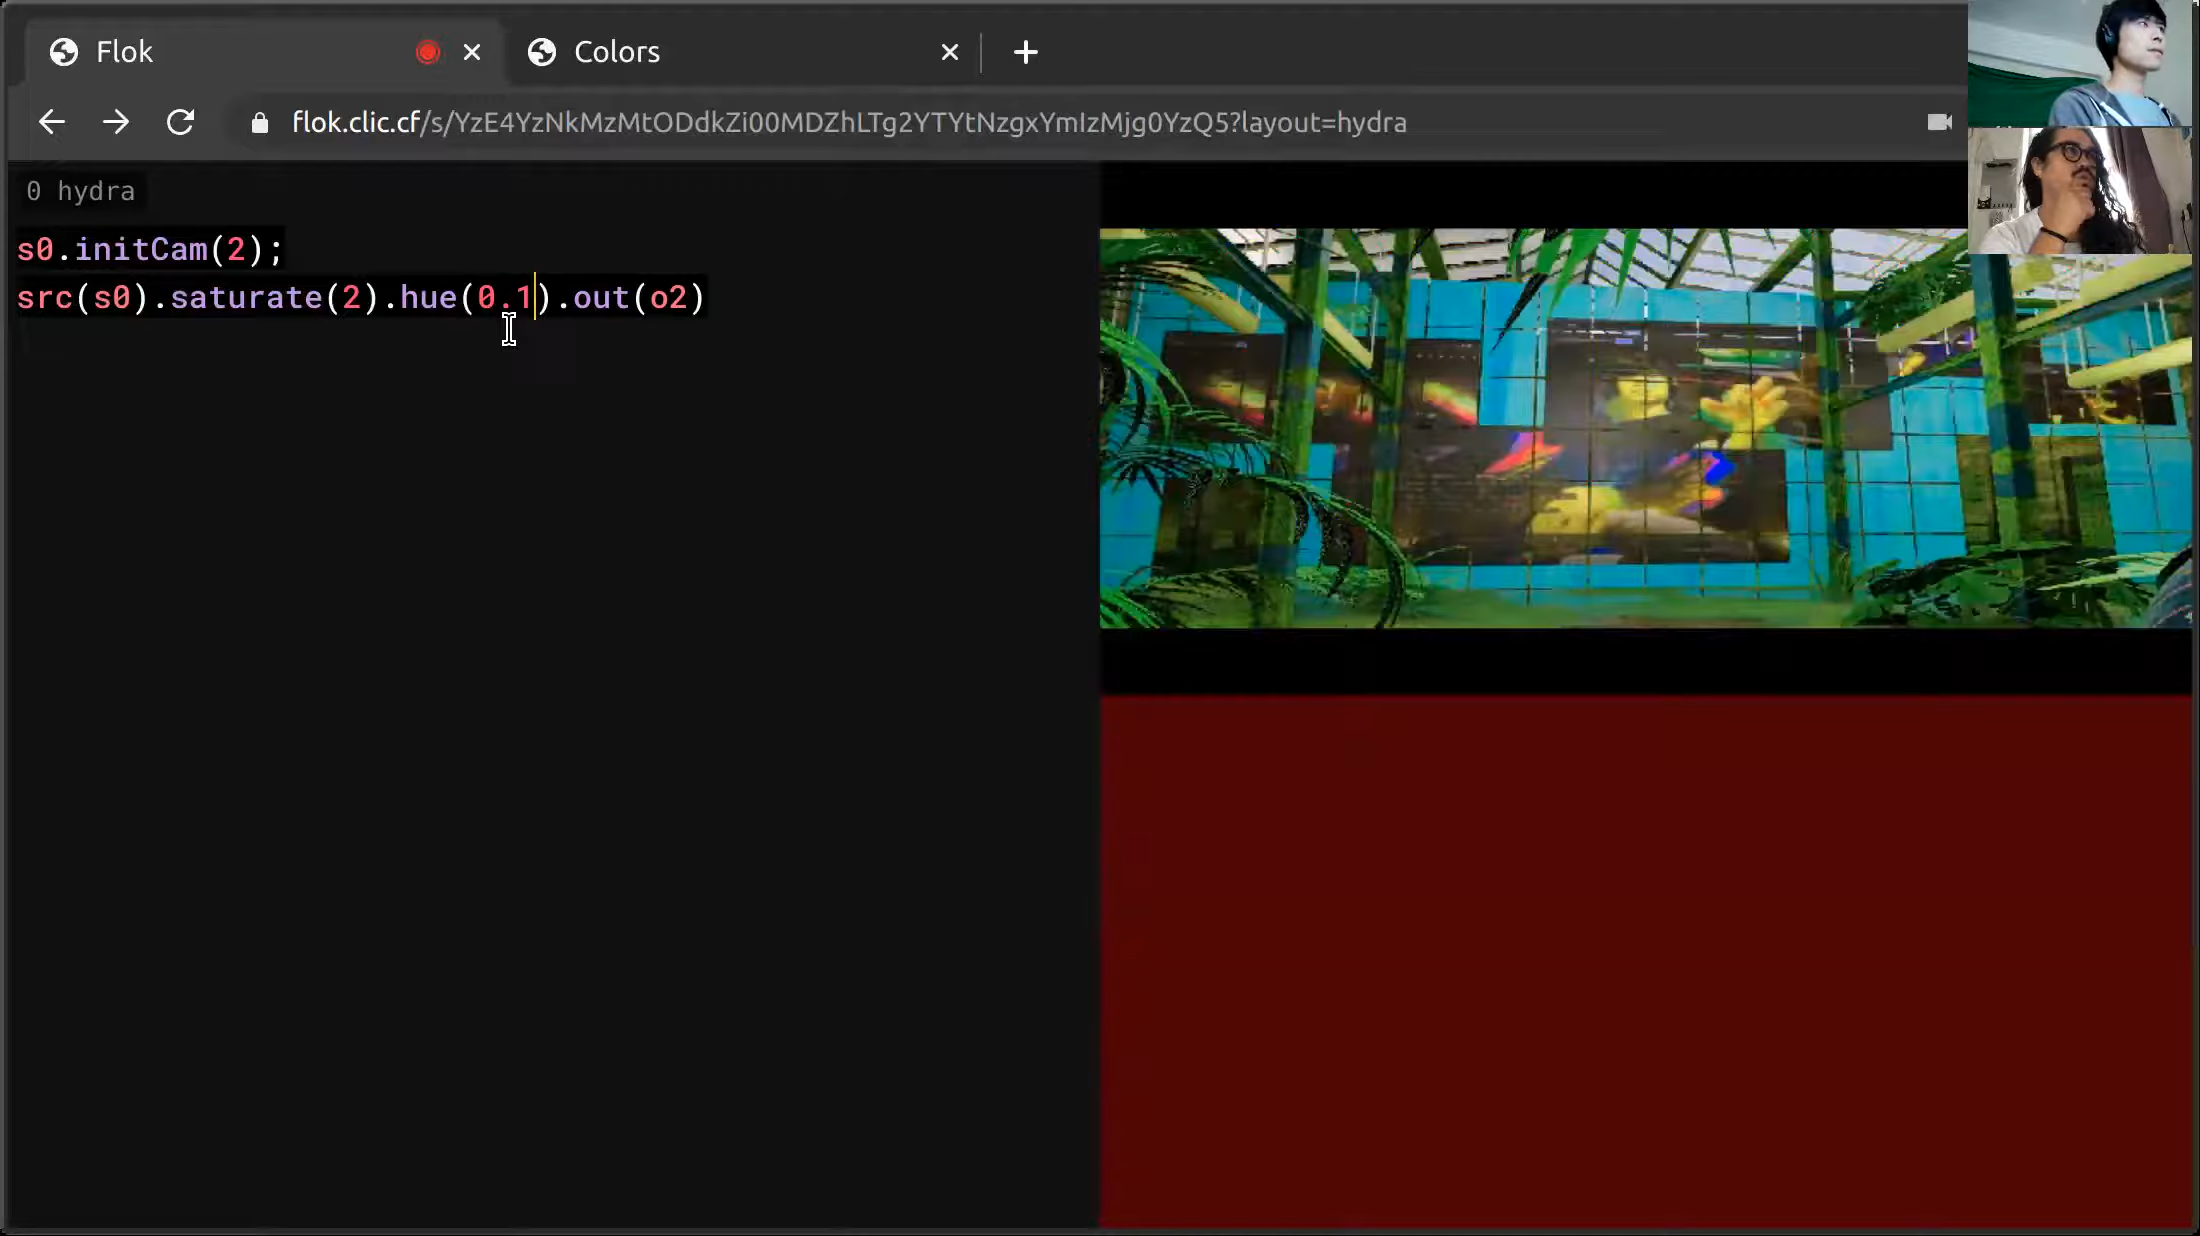 Flok
Colors
flok.clic.cf/s/YzE4YzNkMzMtODdkZi00MDZhLTg2YTYtNzgxYmIzMjg0YzQ5?layout=hydra
0 hydra
s0.initCam(2);
src(s0).saturate(2).hue(0.1).out(o2)